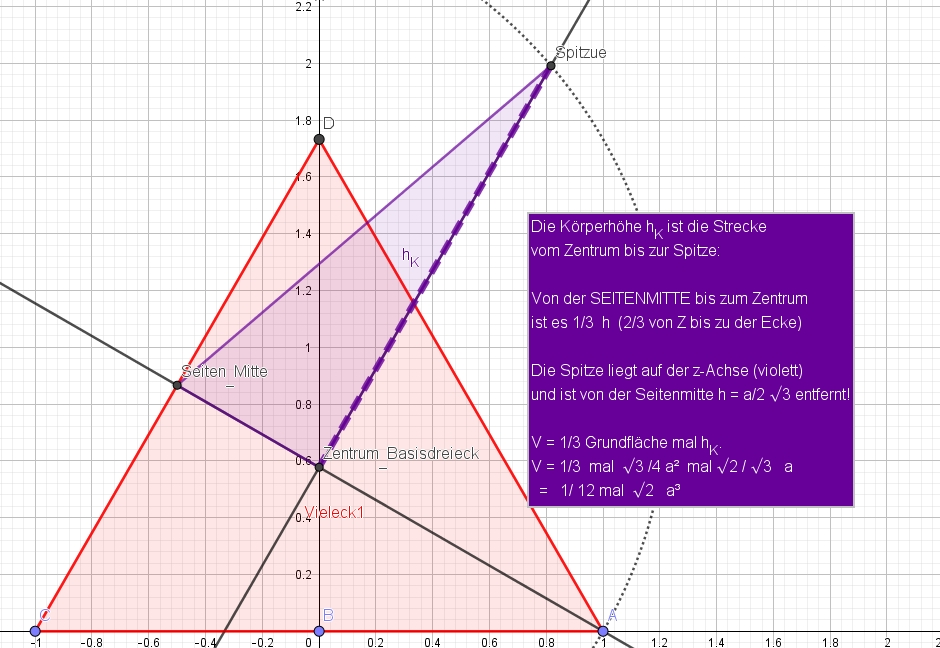 2.2
Spitzue
2
D
1.8
1.6
1.4
h_K
1.2
1
Seiten_Mitte
0.8
Zentrum_Basisdreieck
0.6
Vieleck1
0.4
0.2
C
B
A
-1 -0.8 -0.6 -0.4 -0.2 0 0.2 0.4 0.6 0.8 1 1.2 1.4 1.6 1.8 2 2.
Die Körperhöhe h_K ist die Strecke
vom Zentrum bis zur Spitze:
Von der SEITENMITTE bis zum Zentrum
ist es 1/3 h (2/3 von Z bis zu der Ecke)
Die Spitze liegt auf der z-Achse (violett)
und ist von der Seitenmitte h = a/2 √3 entfernt!
V = 1/3 Grundfläche mal h_K.
V = 1/3 mal √3 /4 a² mal √2 / √3 a
= 1/ 12 mal √2 a³